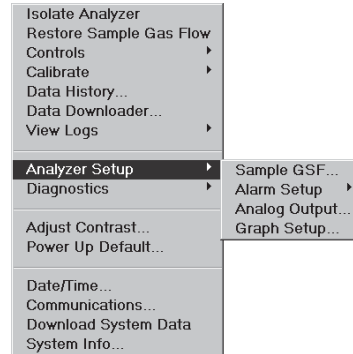 Isolate Analyzer
Restore Sample Gas Flow
Controls
Calibrate
Data History...
Data Downloader...
View Logs
Analyzer Setup
Diagnostics
Adjust Contrast...
Power Up Default...
Date/Time...
Communications...
Download System Data
System Info...
Sample GSF...
Alarm Setup
Analog Output...
Graph Setup...